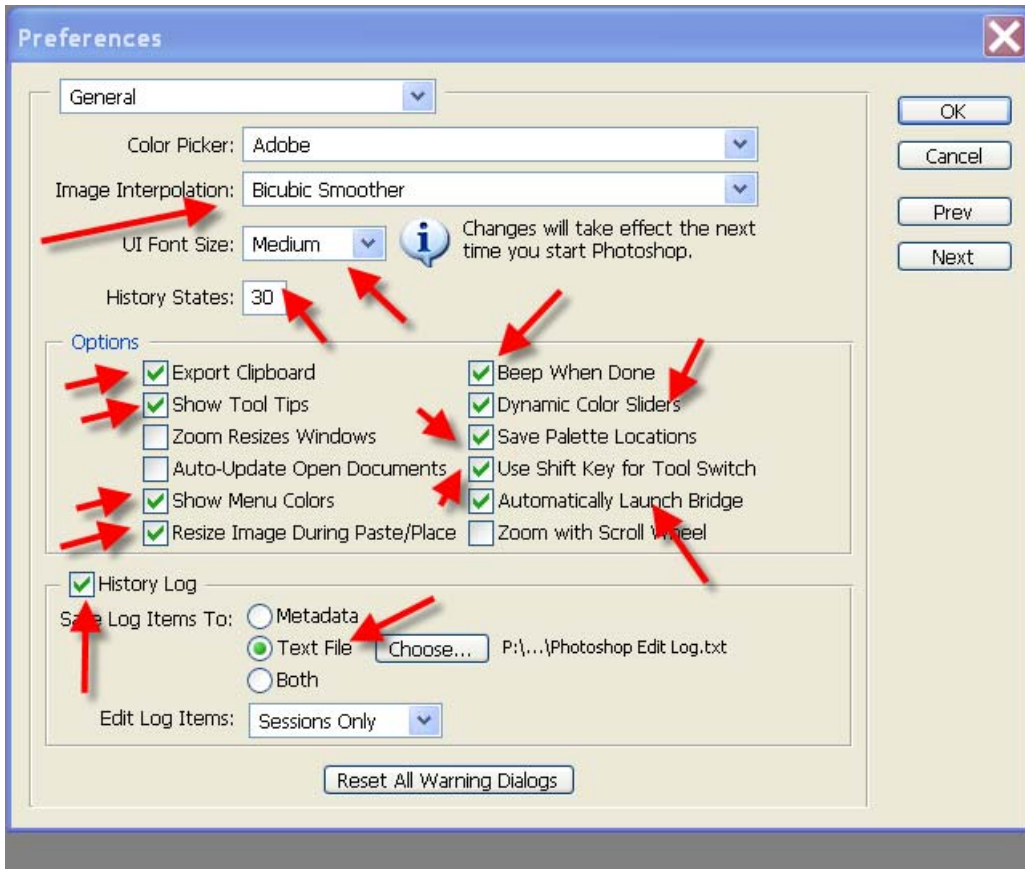 Preferences
General
OK
Color Picker: Adobe
Cancel
Image Interpolation: Bicubic Smoother
Prev
UI Font Size: Medium
Changes will take effect the next
time you start Photoshop.
Next
History States: 30
Options
Export Clipboard
Beep When Done
Show Tool Tips
Dynamic Color Sliders
Zoom Resizes Windows
Save Palette Locations
Auto-Update Open Documents
Use Shift Key for Tool Switch
Show Menu Colors
Automatically Launch Bridge
Resize Image During Paste/Place
Zoom with Scroll Wheel
History Log
Save Log Items To:
Metadata
Text File
Choose...
P:\...\Photoshop Edit Log.txt
Both
Edit Log Items: Sessions Only
Reset All Warning Dialogs